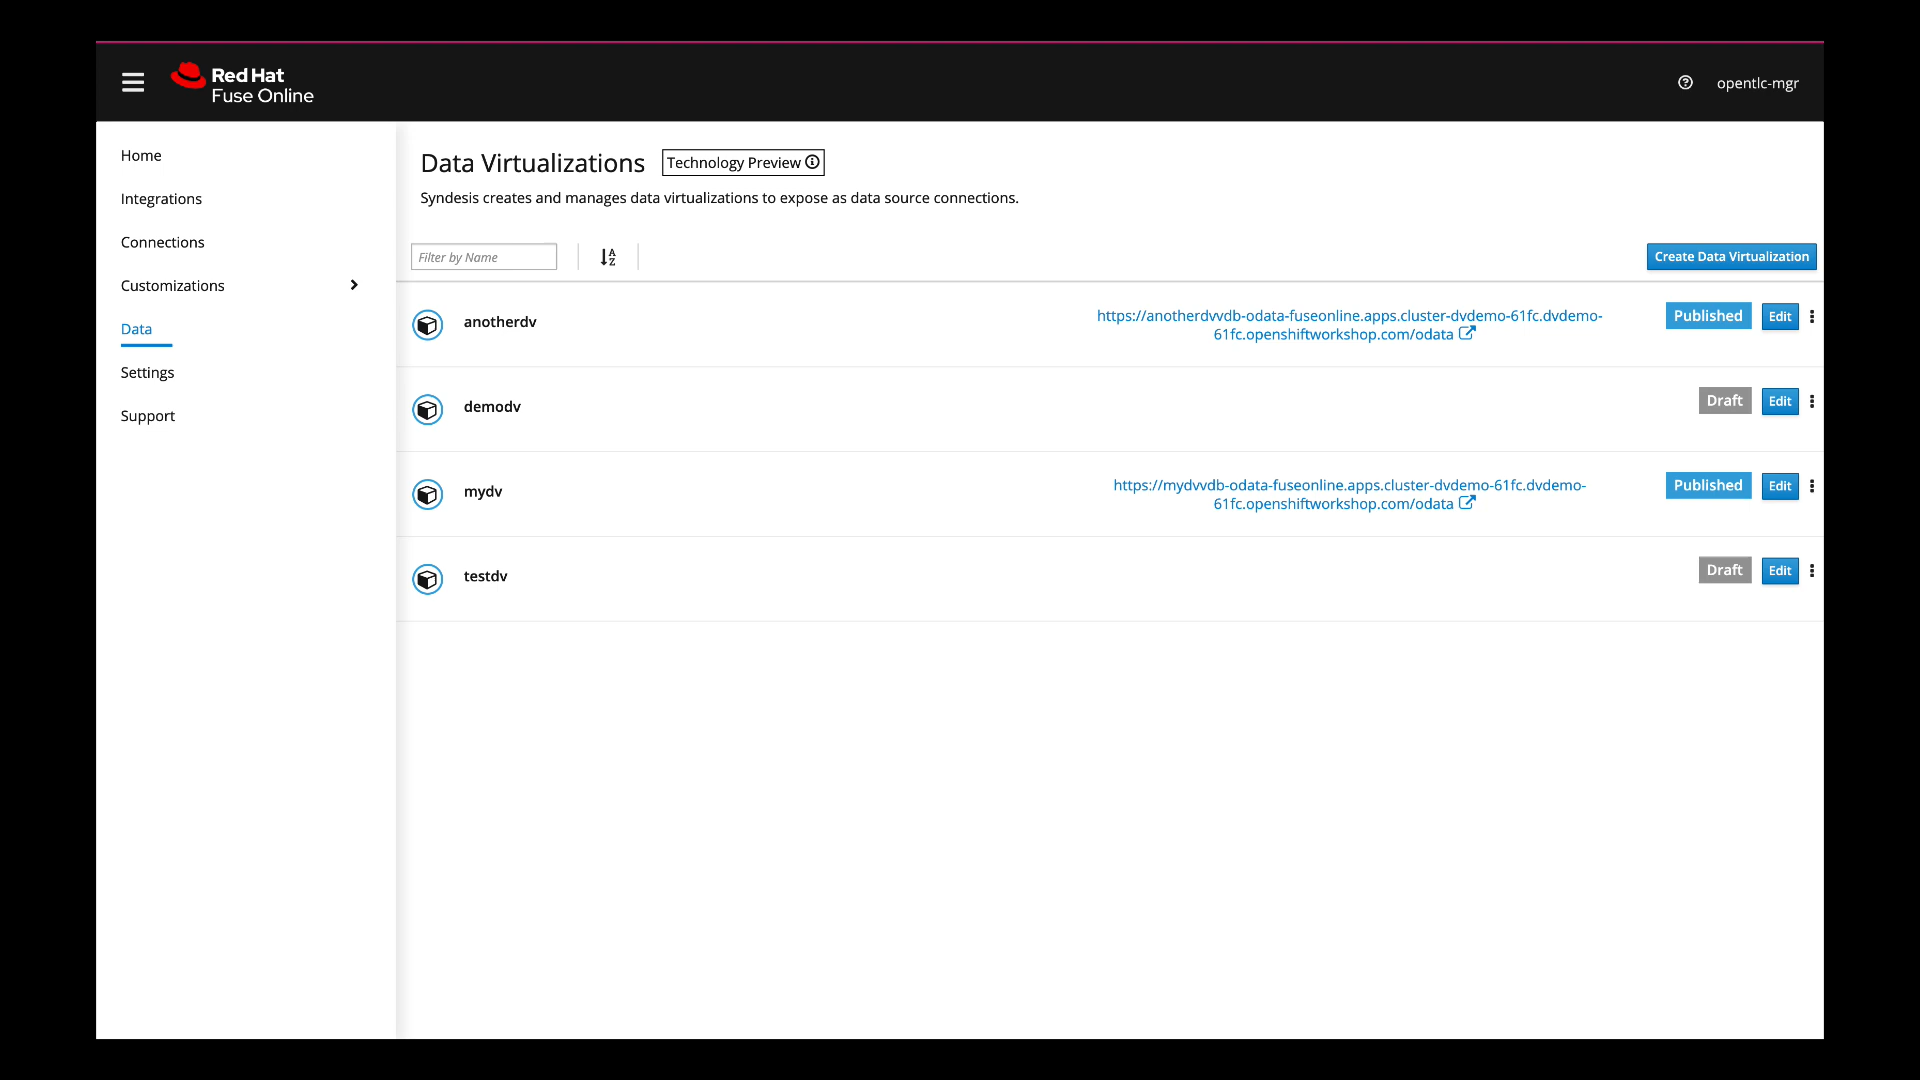 Red Hat
Fuse Online
opentlc-mgr
Home
Integrations
Connections
Customizations
Data
Settings
Support
Data Virtualizations
Technology Preview
Syndesis creates and manages data virtualizations to expose as data source connections.
Filter by Name
Create Data Virtualization
anotherdv
https://anotherdvvdb-odata-fuseonline.apps.cluster-dvdemo-61fc.dvdemo-
61fc.openshiftworkshop.com/odata
Published
Edit
demodv
Draft
Edit
mydv
https://mydvvdb-odata-fuseonline.apps.cluster-dvdemo-61fc.dvdemo-
61fc.openshiftworkshop.com/odata
Published
Edit
testdv
Draft
Edit